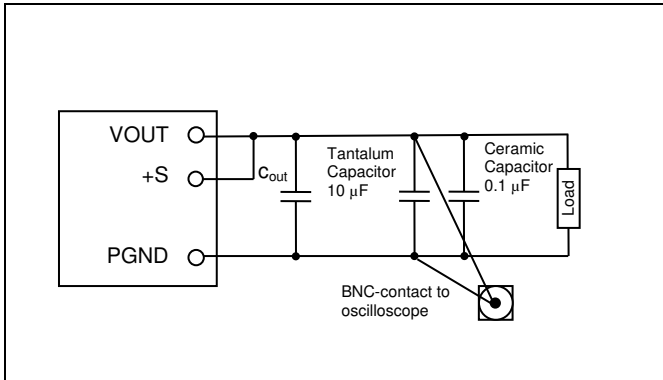 VOUT
+S
PGND
Cout
Tantalum
Capacitor
10 µF
Ceramic
Capacitor
0.1 µF
Load
BNC-contact to
oscilloscope